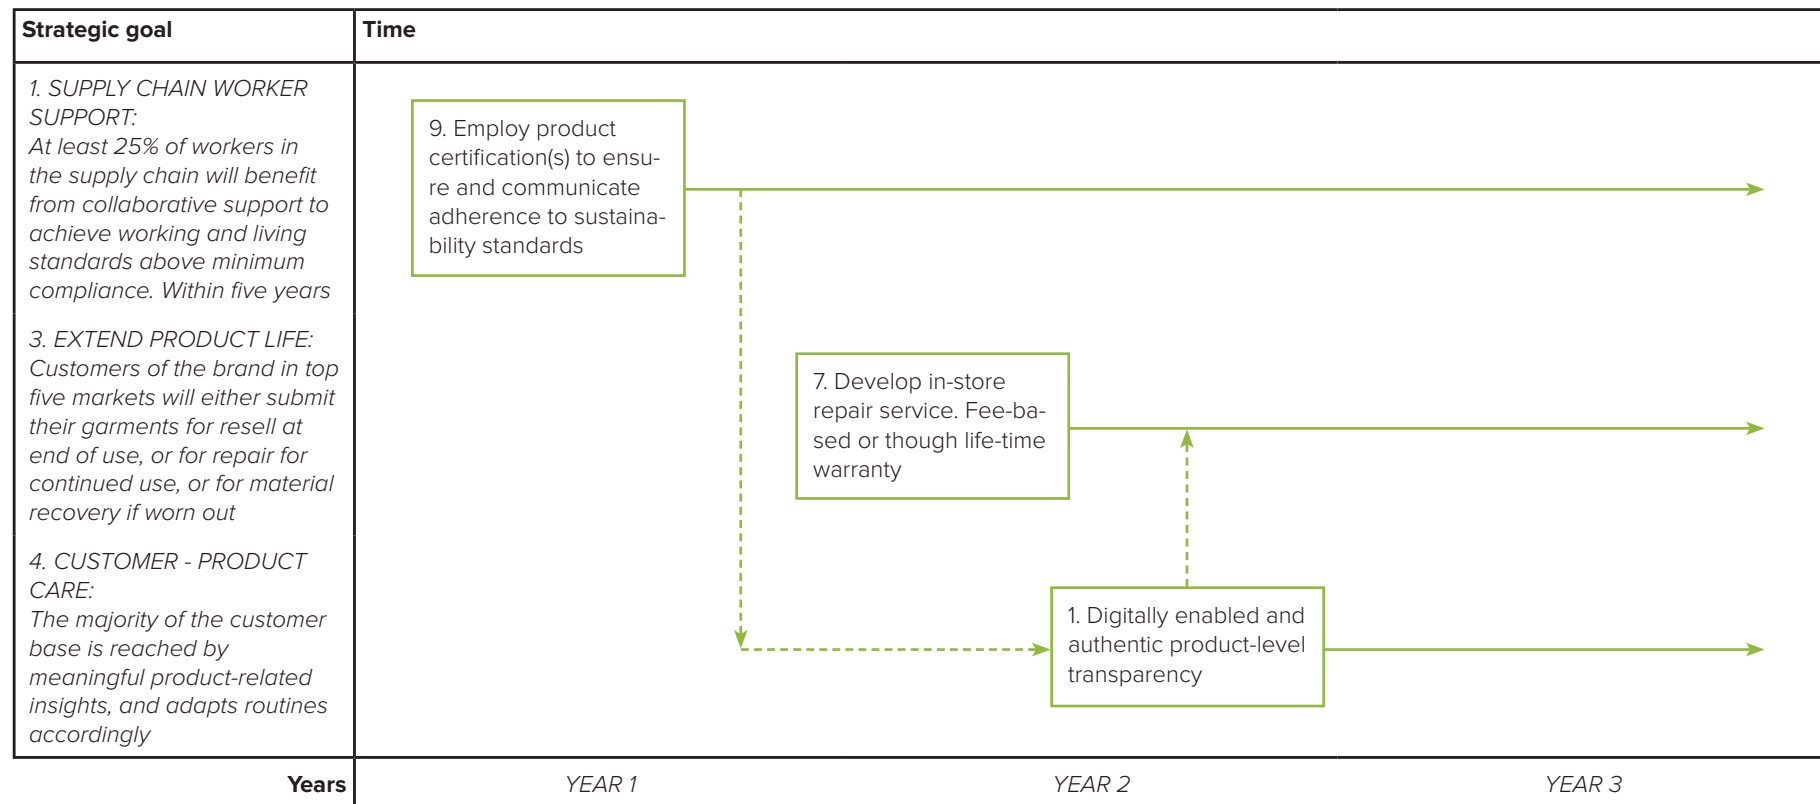 Strategic goal
Time
1. SUPPLY CHAIN WORKER
SUPPORT:
At least 25% of workers in
the supply chain will benefit
from collaborative support to
achieve working and living
standards above minimum
compliance. Within five years
9. Employ product
certification(s) to ensu-
re and communicate
adherence to sustaina-
bility standards
3. EXTEND PRODUCT LIFE:
Customers of the brand in top
five markets will either submit
their garments for resell at
end of use, or for repair for
continued use, or for material
recovery if worn out
7. Develop in-store
repair service. Fee-ba-
sed or though life-time
warranty
4. CUSTOMER - PRODUCT
CARE:
The majority of the customer
base is reached by
meaningful product-related
insights, and adapts routines
accordingly
1. Digitally enabled and
authentic product-level
transparency
Years
YEAR 1
YEAR 2
YEAR 3